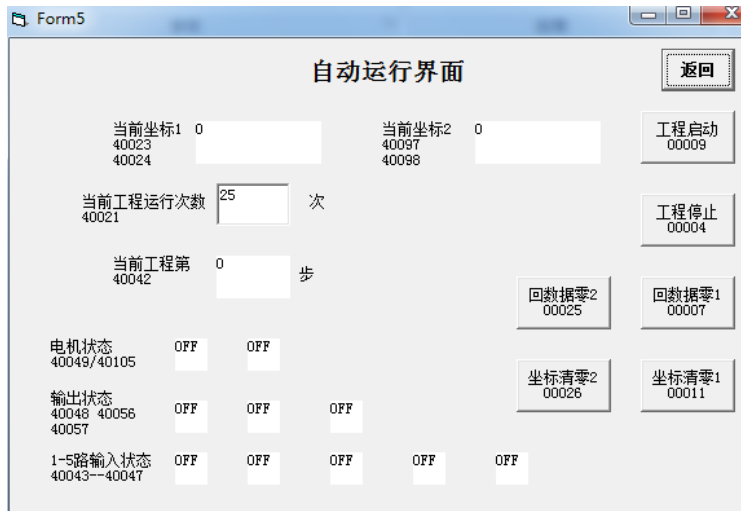 Form5
自动运行界面
返回
当前坐标1 0
40023
40024
当前坐标2 0
40097
40098
工程启动
00009
当前工程运行次数 25 次
40021
工程停止
00004
当前工程第 0 步
40042
回数据零2
00025
回数据零1
00007
电机状态 OFF OFF
40049/40105
坐标清零2
00026
坐标清零1
00011
输出状态
40048 40056 OFF OFF OFF
40057
1-5路输入状态 OFF OFF OFF OFF OFF
40043--40047